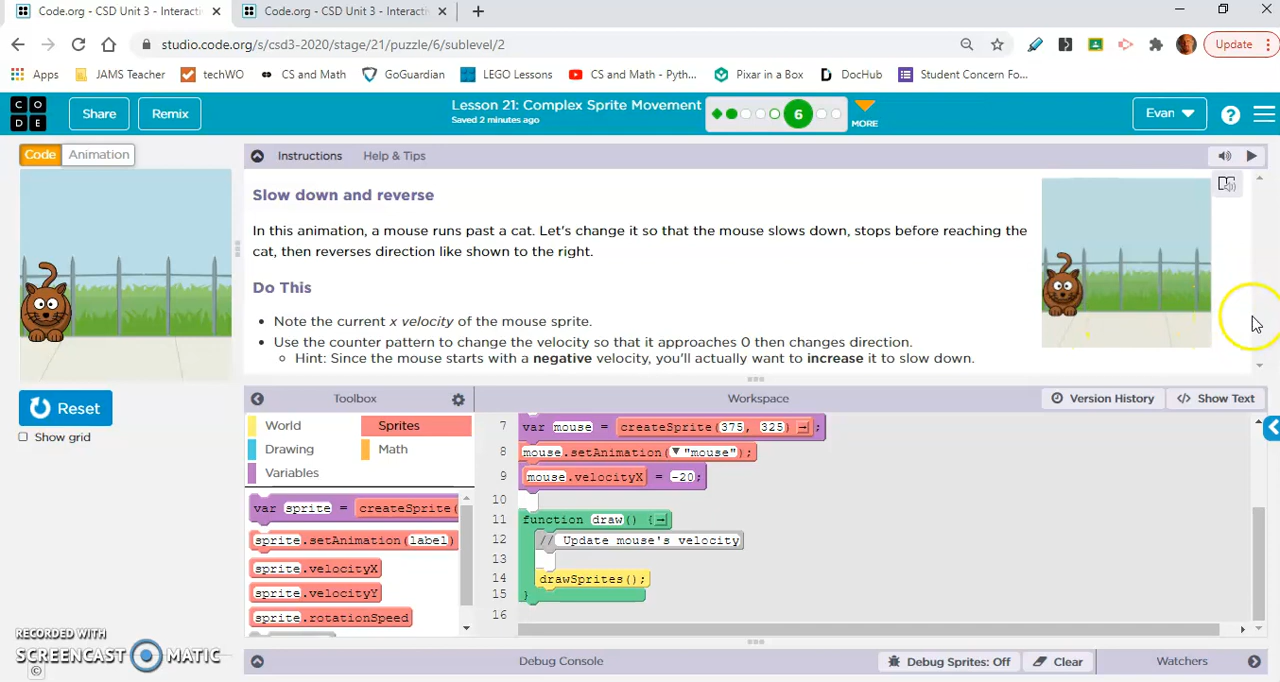 Code.org - CSD Unit 3 - Interacti
Code.org - CSD Unit 3 - Interacti
studio.code.org/s/csd3-2020/stage/21/puzzle/6/sublevel/2
Update
Apps
JAMS Teacher
techWO
CS and Math
GoGuardian
LEGO Lessons
CS and Math - Pyth...
Pixar in a Box
DocHub
Student Concern Fo...
C O
D E
Share
Remix
Lesson 21: Complex Sprite Movement
Saved 2 minutes ago
6
MORE
Evan
?
Code
Animation
Instructions
Help & Tips
Slow down and reverse
In this animation, a mouse runs past a cat. Let's change it so that the mouse slows down, stops before reaching the
cat, then reverses direction like shown to the right.
Do This
• Note the current x velocity of the mouse sprite.
• Use the counter pattern to change the velocity so that it approaches 0 then changes direction.
○ Hint: Since the mouse starts with a negative velocity, you'll actually want to increase it to slow down.
Reset
Show grid
Toolbox
World
Sprites
Drawing
Math
Variables
var sprite = createSprite(
sprite.setAnimation(label)
sprite.velocityX
sprite.velocityY
sprite.rotationSpeed
Workspace
Version History
</> Show Text
7 var mouse = createSprite(375, 325);
8 mouse.setAnimation("mouse");
9 mouse.velocityX = -20;
10
11 function draw() {
12 // Update mouse's velocity
13
14 drawSprites();
15 }
16
Debug Console
Debug Sprites: Off
Clear
Watchers
RECORDED WITH
SCREENCAST MATIC
©